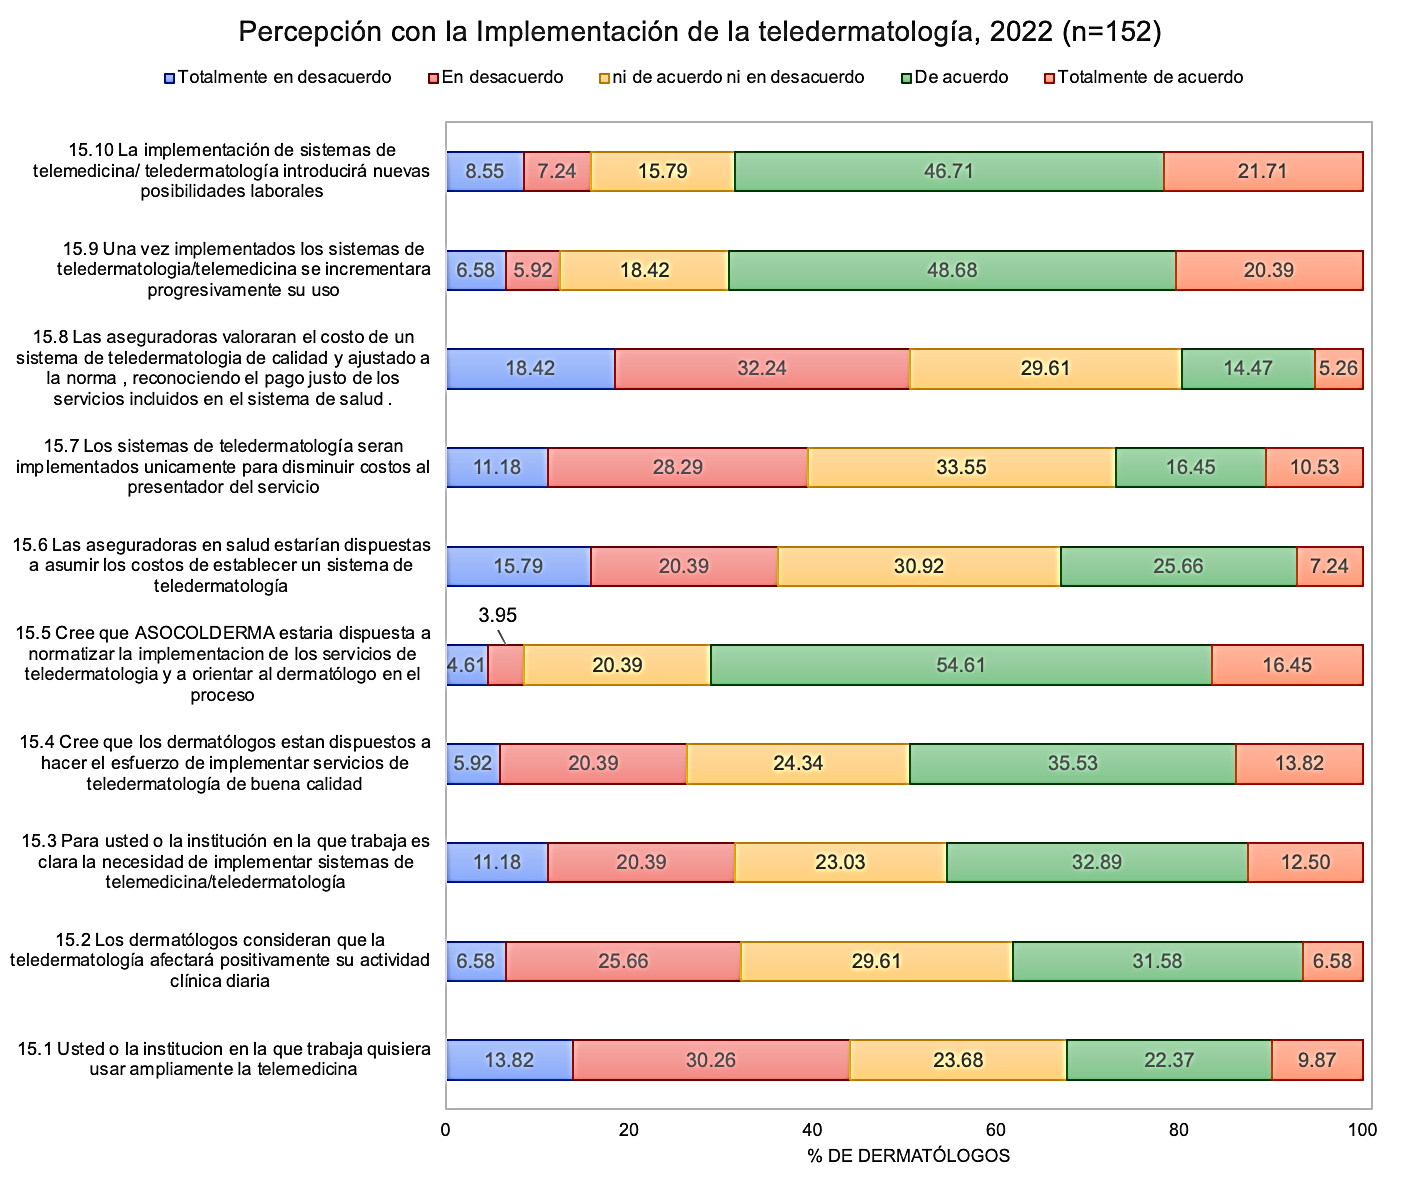 Percepción con la Implementación de la teledermatología, 2022 (n=152)
Totalmente en desacuerdo En desacuerdo ni de acuerdo ni en desacuerdo De acuerdo Totalmente de acuerdo
15.10 La implementación de sistemas de
telemedicina/ teledermatología introducirá nuevas
posibilidades laborales
8.55 7.24 15.79 46.71 21.71
15.9 Una vez implementados los sistemas de
teledermatologia/telemedicina se incrementara
progresivamente su uso
6.58 5.92 18.42 48.68 20.39
15.8 Las aseguradoras valoraran el costo de un
sistema de teledermatologia de calidad y ajustado a
la norma , reconociendo el pago justo de los
servicios incluidos en el sistema de salud .
18.42 32.24 29.61 14.47 5.26
15.7 Los sistemas de teledermatología seran
implementados unicamente para disminuir costos al
presentador del servicio
11.18 28.29 33.55 16.45 10.53
15.6 Las aseguradoras en salud estarían dispuestas
a asumir los costos de establecer un sistema de
teledermatología
15.79 20.39 30.92 25.66 7.24
15.5 Cree que ASOCOLDERMA estaria dispuesta a
normatizar la implementacion de los servicios de
teledermatologia y a orientar al dermatólogo en el
proceso
3.95
4.61 20.39 54.61 16.45
15.4 Cree que los dermatólogos estan dispuestos a
hacer el esfuerzo de implementar servicios de
teledermatología de buena calidad
5.92 20.39 24.34 35.53 13.82
15.3 Para usted o la institución en la que trabaja es
clara la necesidad de implementar sistemas de
telemedicina/teledermatología
11.18 20.39 23.03 32.89 12.50
15.2 Los dermatólogos consideran que la
teledermatología afectará positivamente su actividad
clínica diaria
6.58 25.66 29.61 31.58 6.58
15.1 Usted o la institucion en la que trabaja quisiera
usar ampliamente la telemedicina
13.82 30.26 23.68 22.37 9.87
0 20 40 60 80 100
% DE DERMATÓLOGOS